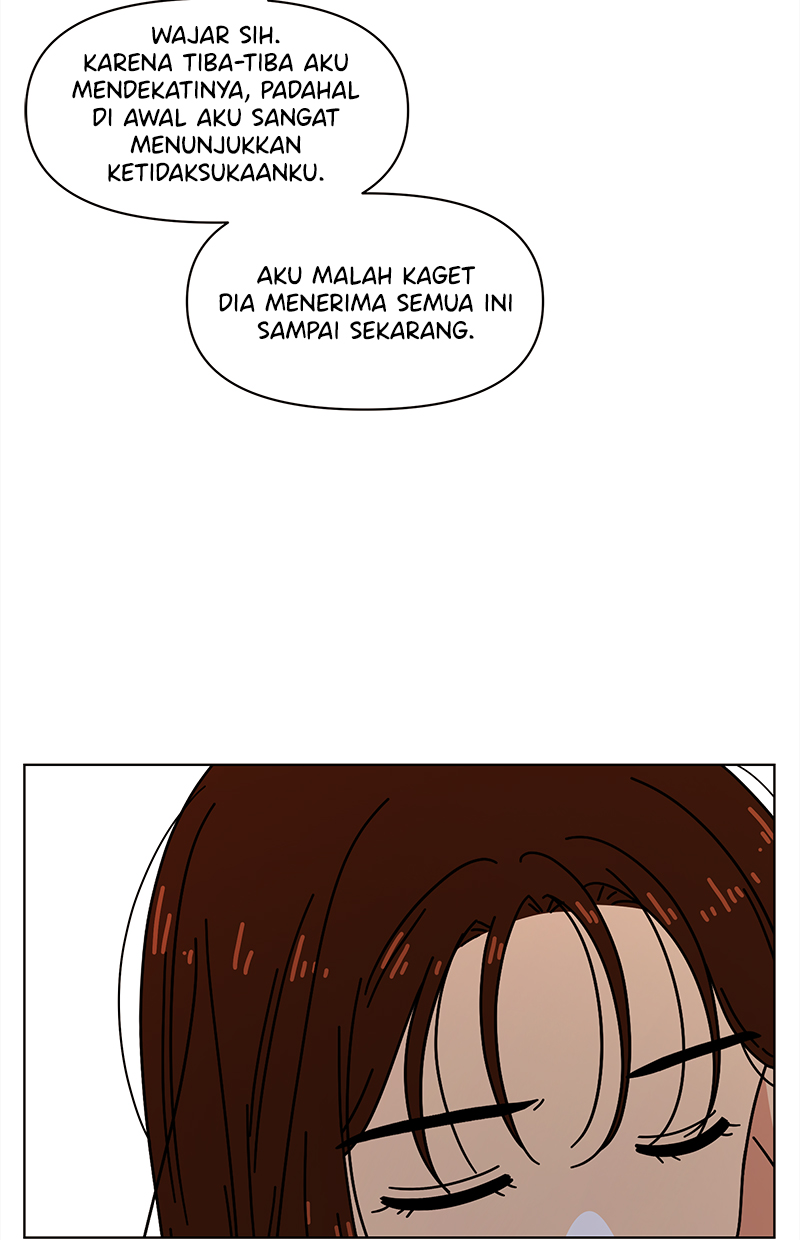 WAJAR SIH.
KARENA TIBA-TIBA AKU
MENDEKATINYA, PADAHAL
DI AWAL AKU SANGAT
MENUNJUKKAN
KETIDAKSUKAANKU.
AKU MALAH KAGET
DIA MENERIMA SEMUA INI
SAMPAI SEKARANG.